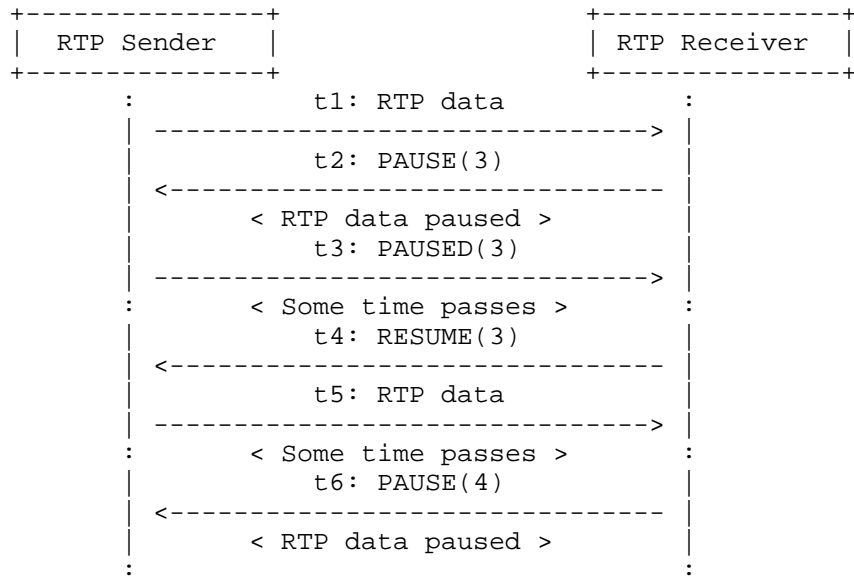 +---------------+                   +---------------+
|  RTP Sender   |                   | RTP Receiver  |
+---------------+                   +---------------+
       :           t1: RTP data           :
       | -------------------------------> |
       |           t2: PAUSE(3)           |
       | <------------------------------- |
       |       < RTP data paused >        |
       |           t3: PAUSED(3)          |
       | -------------------------------> |
       :       < Some time passes >       :
       |           t4: RESUME(3)          |
       | <------------------------------- |
       |           t5: RTP data           |
       | -------------------------------> |
       :       < Some time passes >       :
       |           t6: PAUSE(4)           |
       | <------------------------------- |
       |       < RTP data paused >        |
       :                                  :